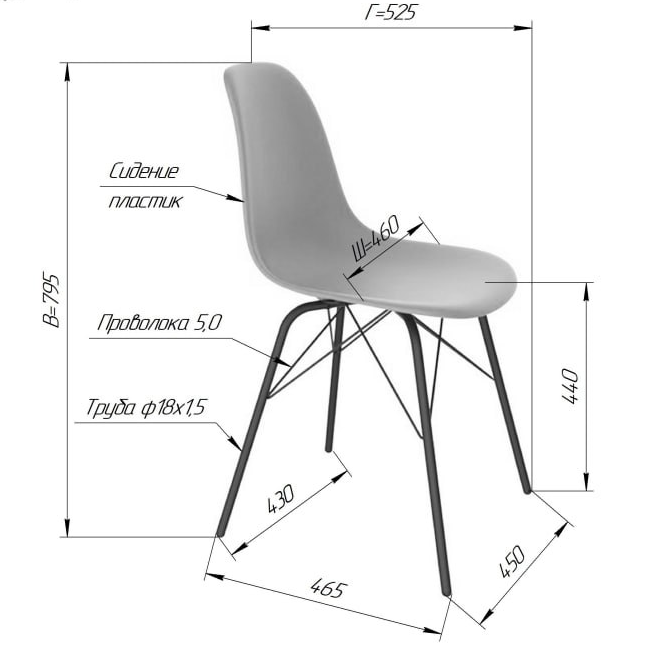 Г=525
Сидение
пластик
Ш=460
В=795
Проволока 5,0
440
Труба ф18х1,5
430
450
465